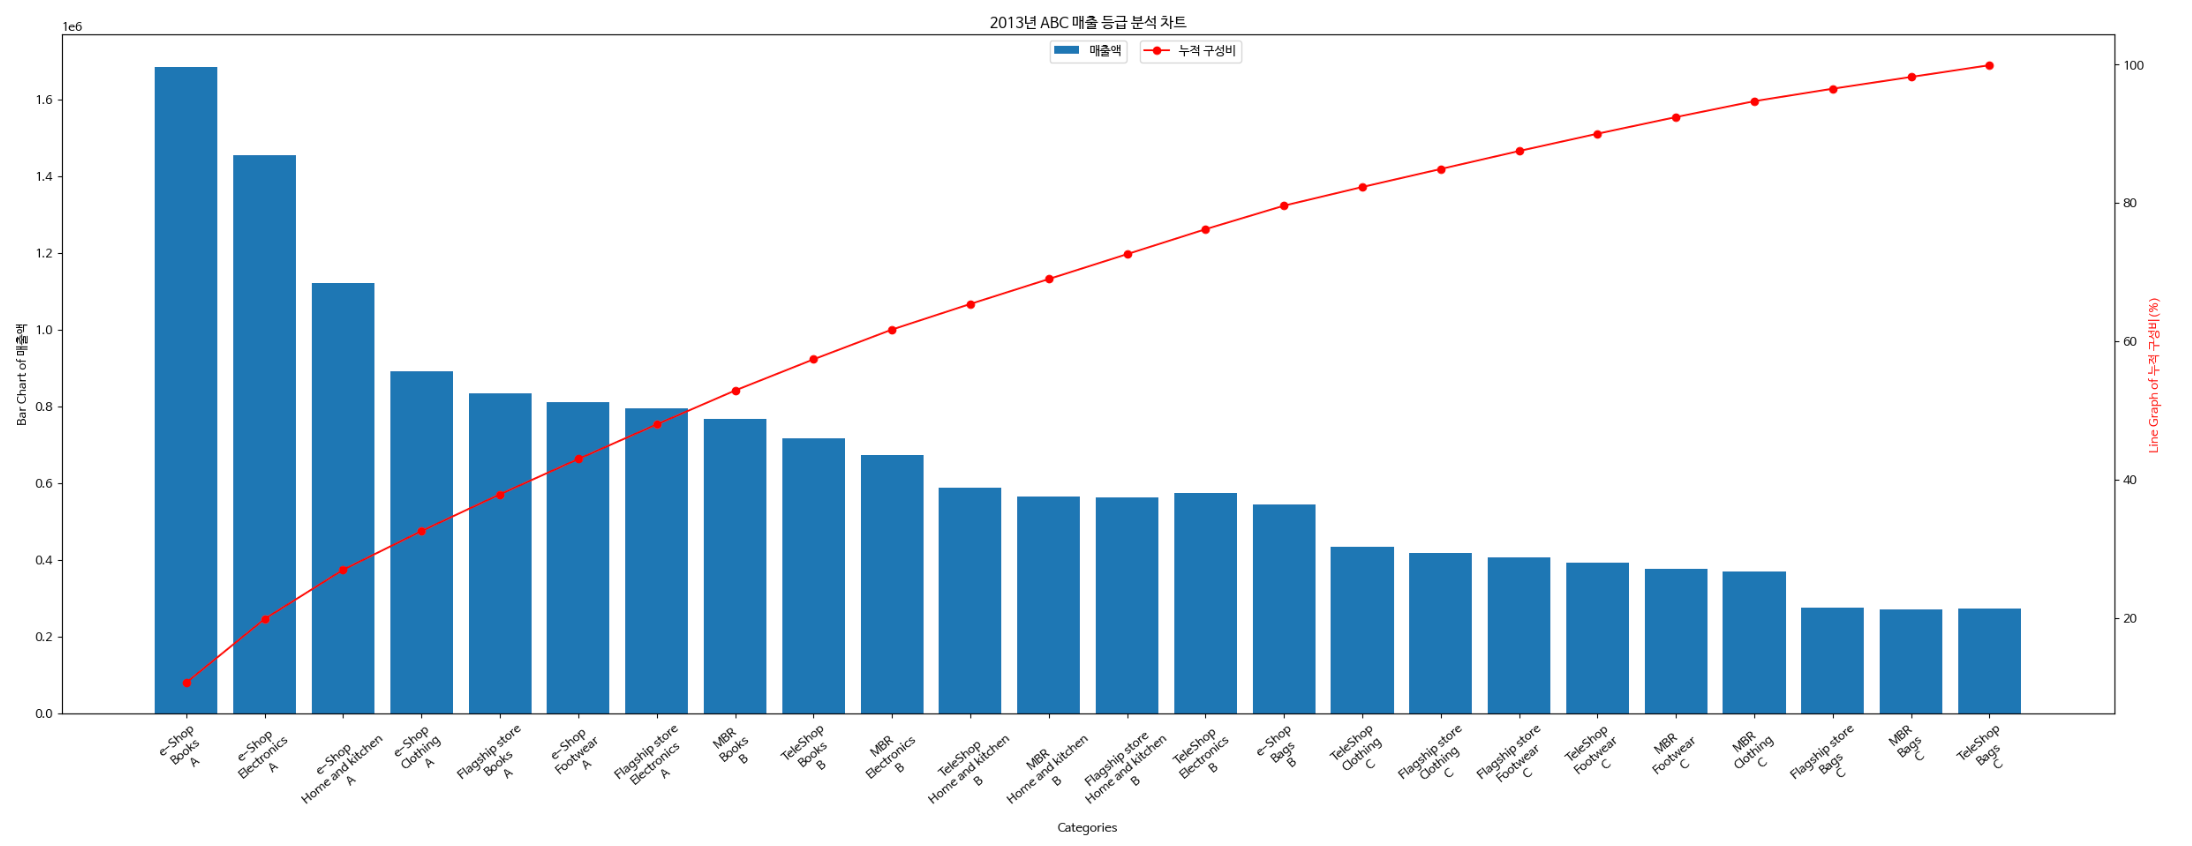 2013년 ABC 매출 등급 분석 차트
1e6
매출액
누적 구성비
1.6
1.4
1.2
1.0
0.8
0.6
0.4
0.2
0.0
Bar Chart of 매출액
100
80
60
40
20
Line Graph of 누적 구성비(%)
e-Shop
Books
A
e-Shop
Electronics
A
e-Shop
Home and kitchen
A
e-Shop
Clothing
A
Flagship store
Books
A
e-Shop
Footwear
A
Flagship store
Electronics
A
MBR
Books
B
TeleShop
Books
B
MBR
Electronics
B
TeleShop
Home and kitchen
B
MBR
Home and kitchen
B
Flagship store
Home and kitchen
B
TeleShop
Electronics
B
e-Shop
Bags
B
TeleShop
Clothing
C
Flagship store
Clothing
C
Flagship store
Footwear
C
TeleShop
Footwear
C
MBR
Footwear
C
MBR
Clothing
C
Flagship store
Bags
C
MBR
Bags
C
TeleShop
Bags
C
Categories